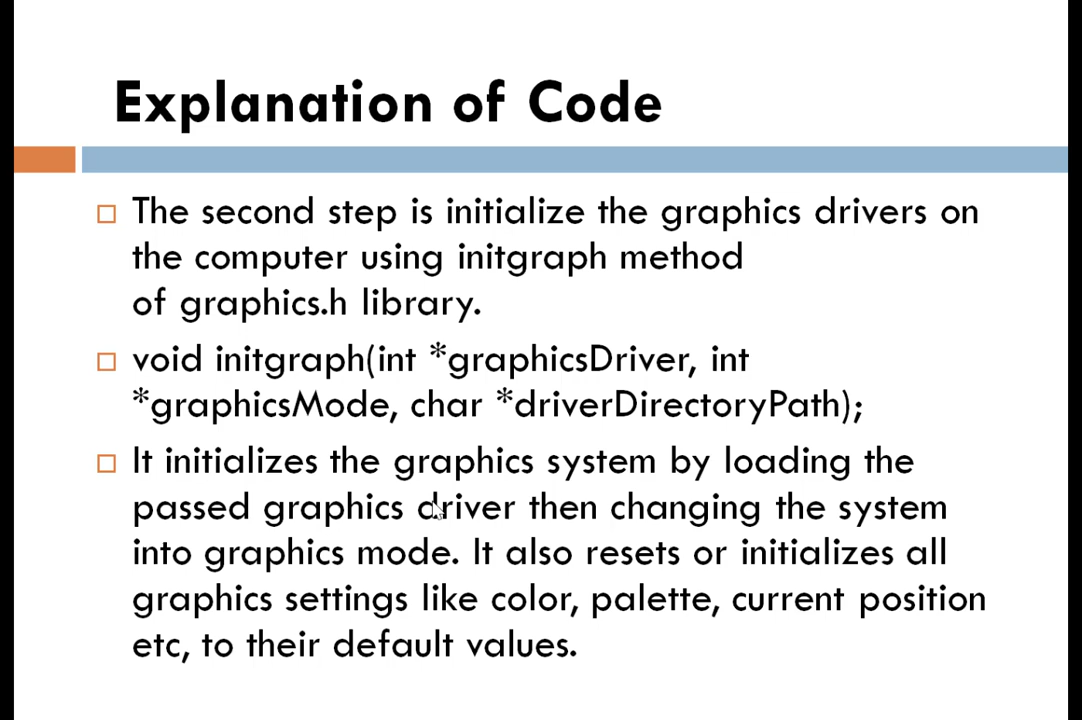 Explanation of Code
The second step is initialize the graphics drivers on
the computer using initgraph method
of graphics.h library.
void initgraph(int *graphicsDriver, int
*graphicsMode, char *driverDirectoryPath);
It initializes the graphics system by loading the
passed graphics driver then changing the system
into graphics mode. It also resets or initializes all
graphics settings like color, palette, current position
etc, to their default values.